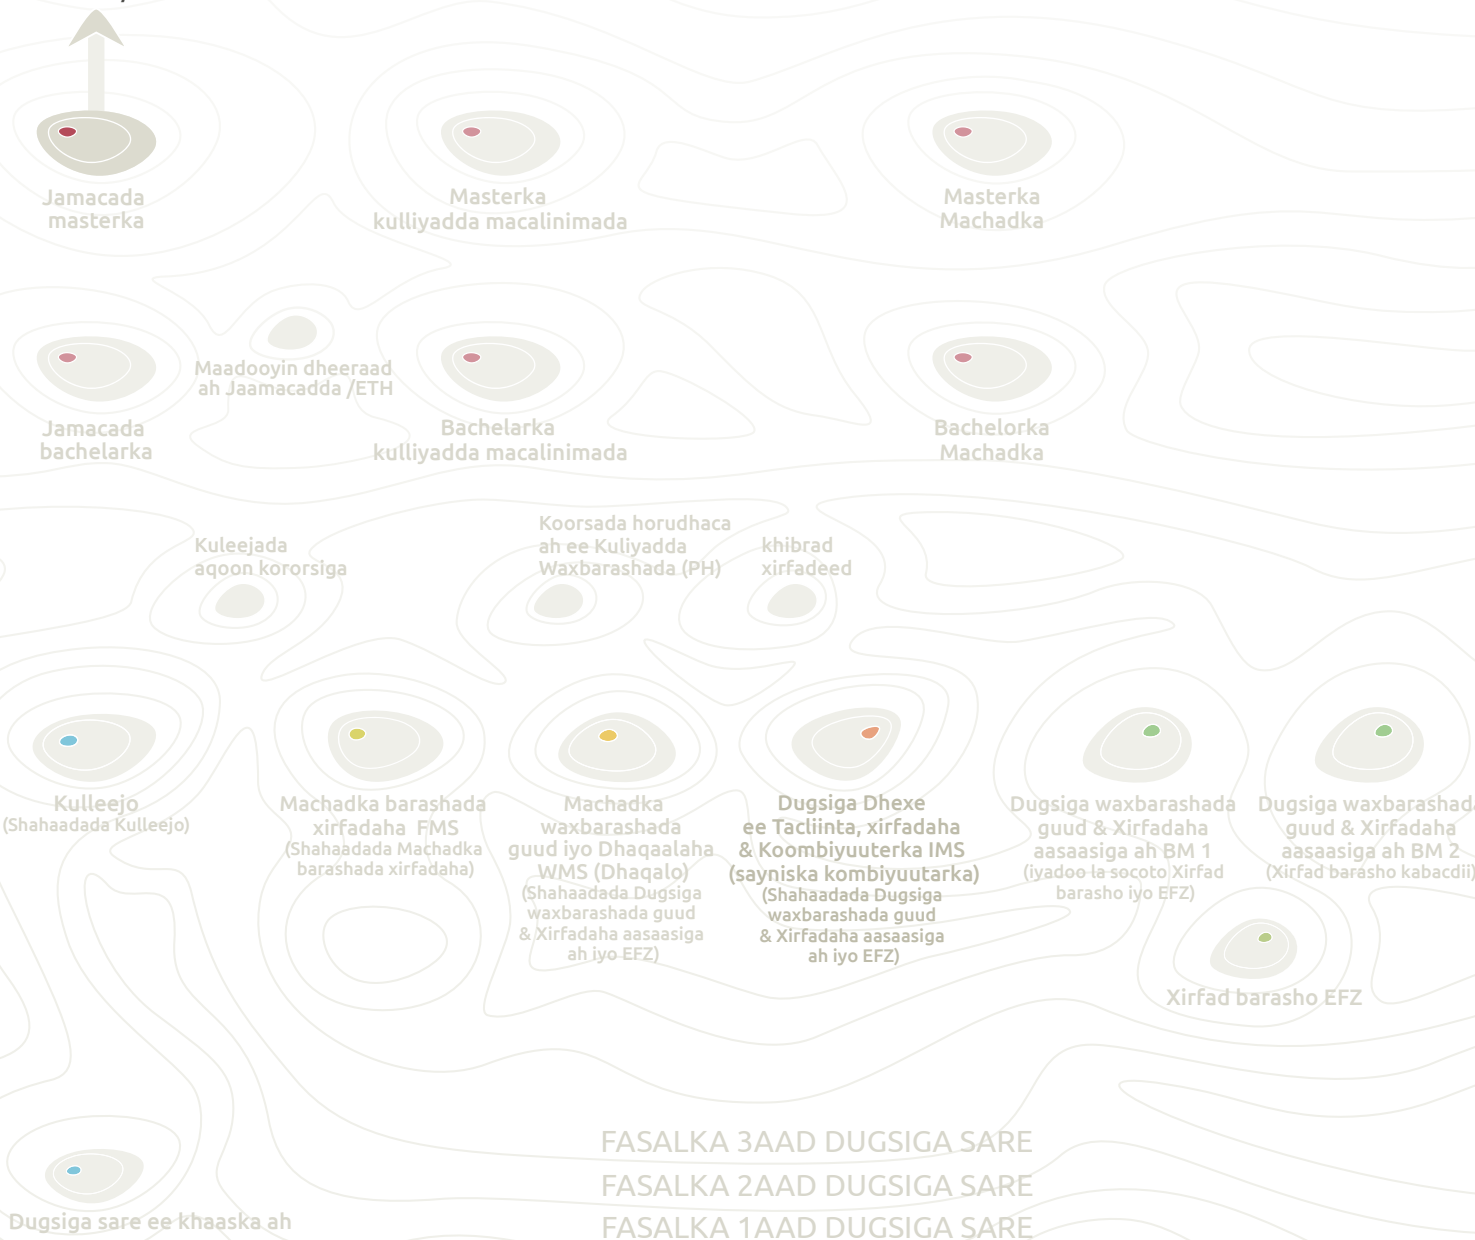 Jamacada
masterka
Masterka
kulliyadda macalinimada
Masterka
Machadka
Maadooyin dheeraad
ah Jaamacadda /ETH
Jamacada
bachelarka
Bachelarka
kulliyadda macalinimada
Bachelorka
Machadka
Kuleejada
aqoon kororsiga
Koorsada horudhaca
ah ee Kuliyadda
Waxbarashada (PH)
khibrad
xirfadeed
Kulleejo
(Shahaadada Kulleejo)
Machadka barashada
xirfadaha FMS
(Shahaadada Machadka
barashada xirfadaha)
Machadka
waxbarashada
guud iyo Dhaqaalaha
WMS (Dhaqalo)
(Shahaadada Dugsiga
waxbarashada guud
& Xirfadaha aasaasiga
ah iyo EFZ)
Dugsiga Dhexe
ee Tacliinta, xirfadaha
& Koombiyuuterka IMS
(sayniska kombiyuutarka)
(Shahaadada Dugsiga
waxbarashada guud
& Xirfadaha aasaasiga
ah iyo EFZ)
Dugsiga waxbarashada
guud & Xirfadaha
aasaasiga ah BM 1
(iyadoo la socoto Xirfad
barasho iyo EFZ)
Dugsiga waxbarashada
guud & Xirfadaha
aasaasiga ah BM 2
(Xirfad barasho kabacdii)
Xirfad barasho EFZ
Dugsiga sare ee khaaska ah
FASALKA 3AAD DUGSIGA SARE
FASALKA 2AAD DUGSIGA SARE
FASALKA 1AAD DUGSIGA SARE